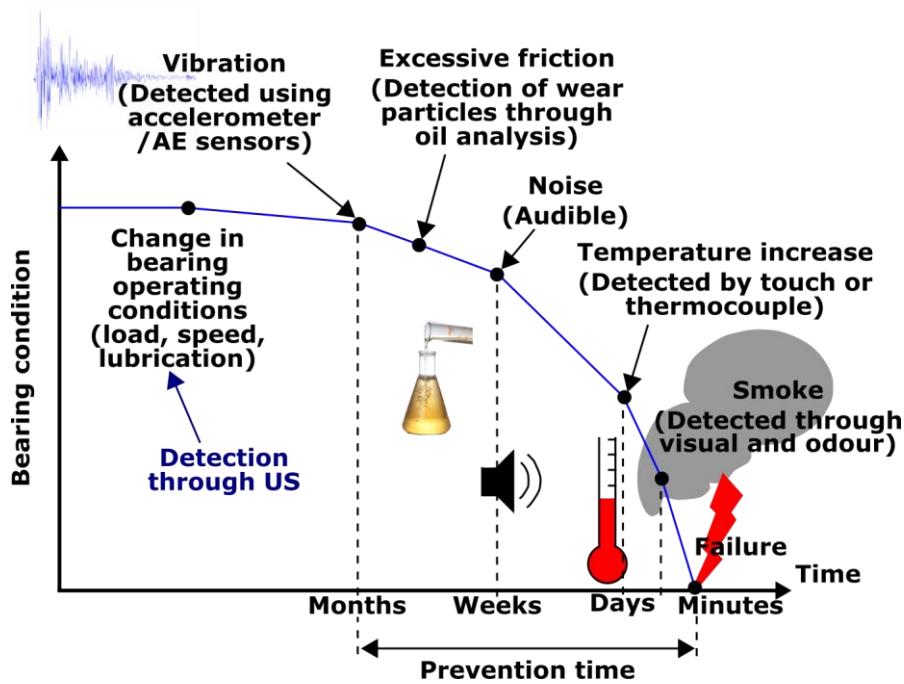 Vibration
(Detected using
accelerometer
/AE sensors)
Excessive friction
(Detection of wear
particles through
oil analysis)
Noise
(Audible)
Temperature increase
(Detected by touch or
thermocouple)
Smoke
(Detected through
visual and odour)
Change in
bearing
operating
conditions
(load, speed,
lubrication)
Detection
through US
Failure
Bearing condition
Time
Months
Weeks
Days
Minutes
Prevention time